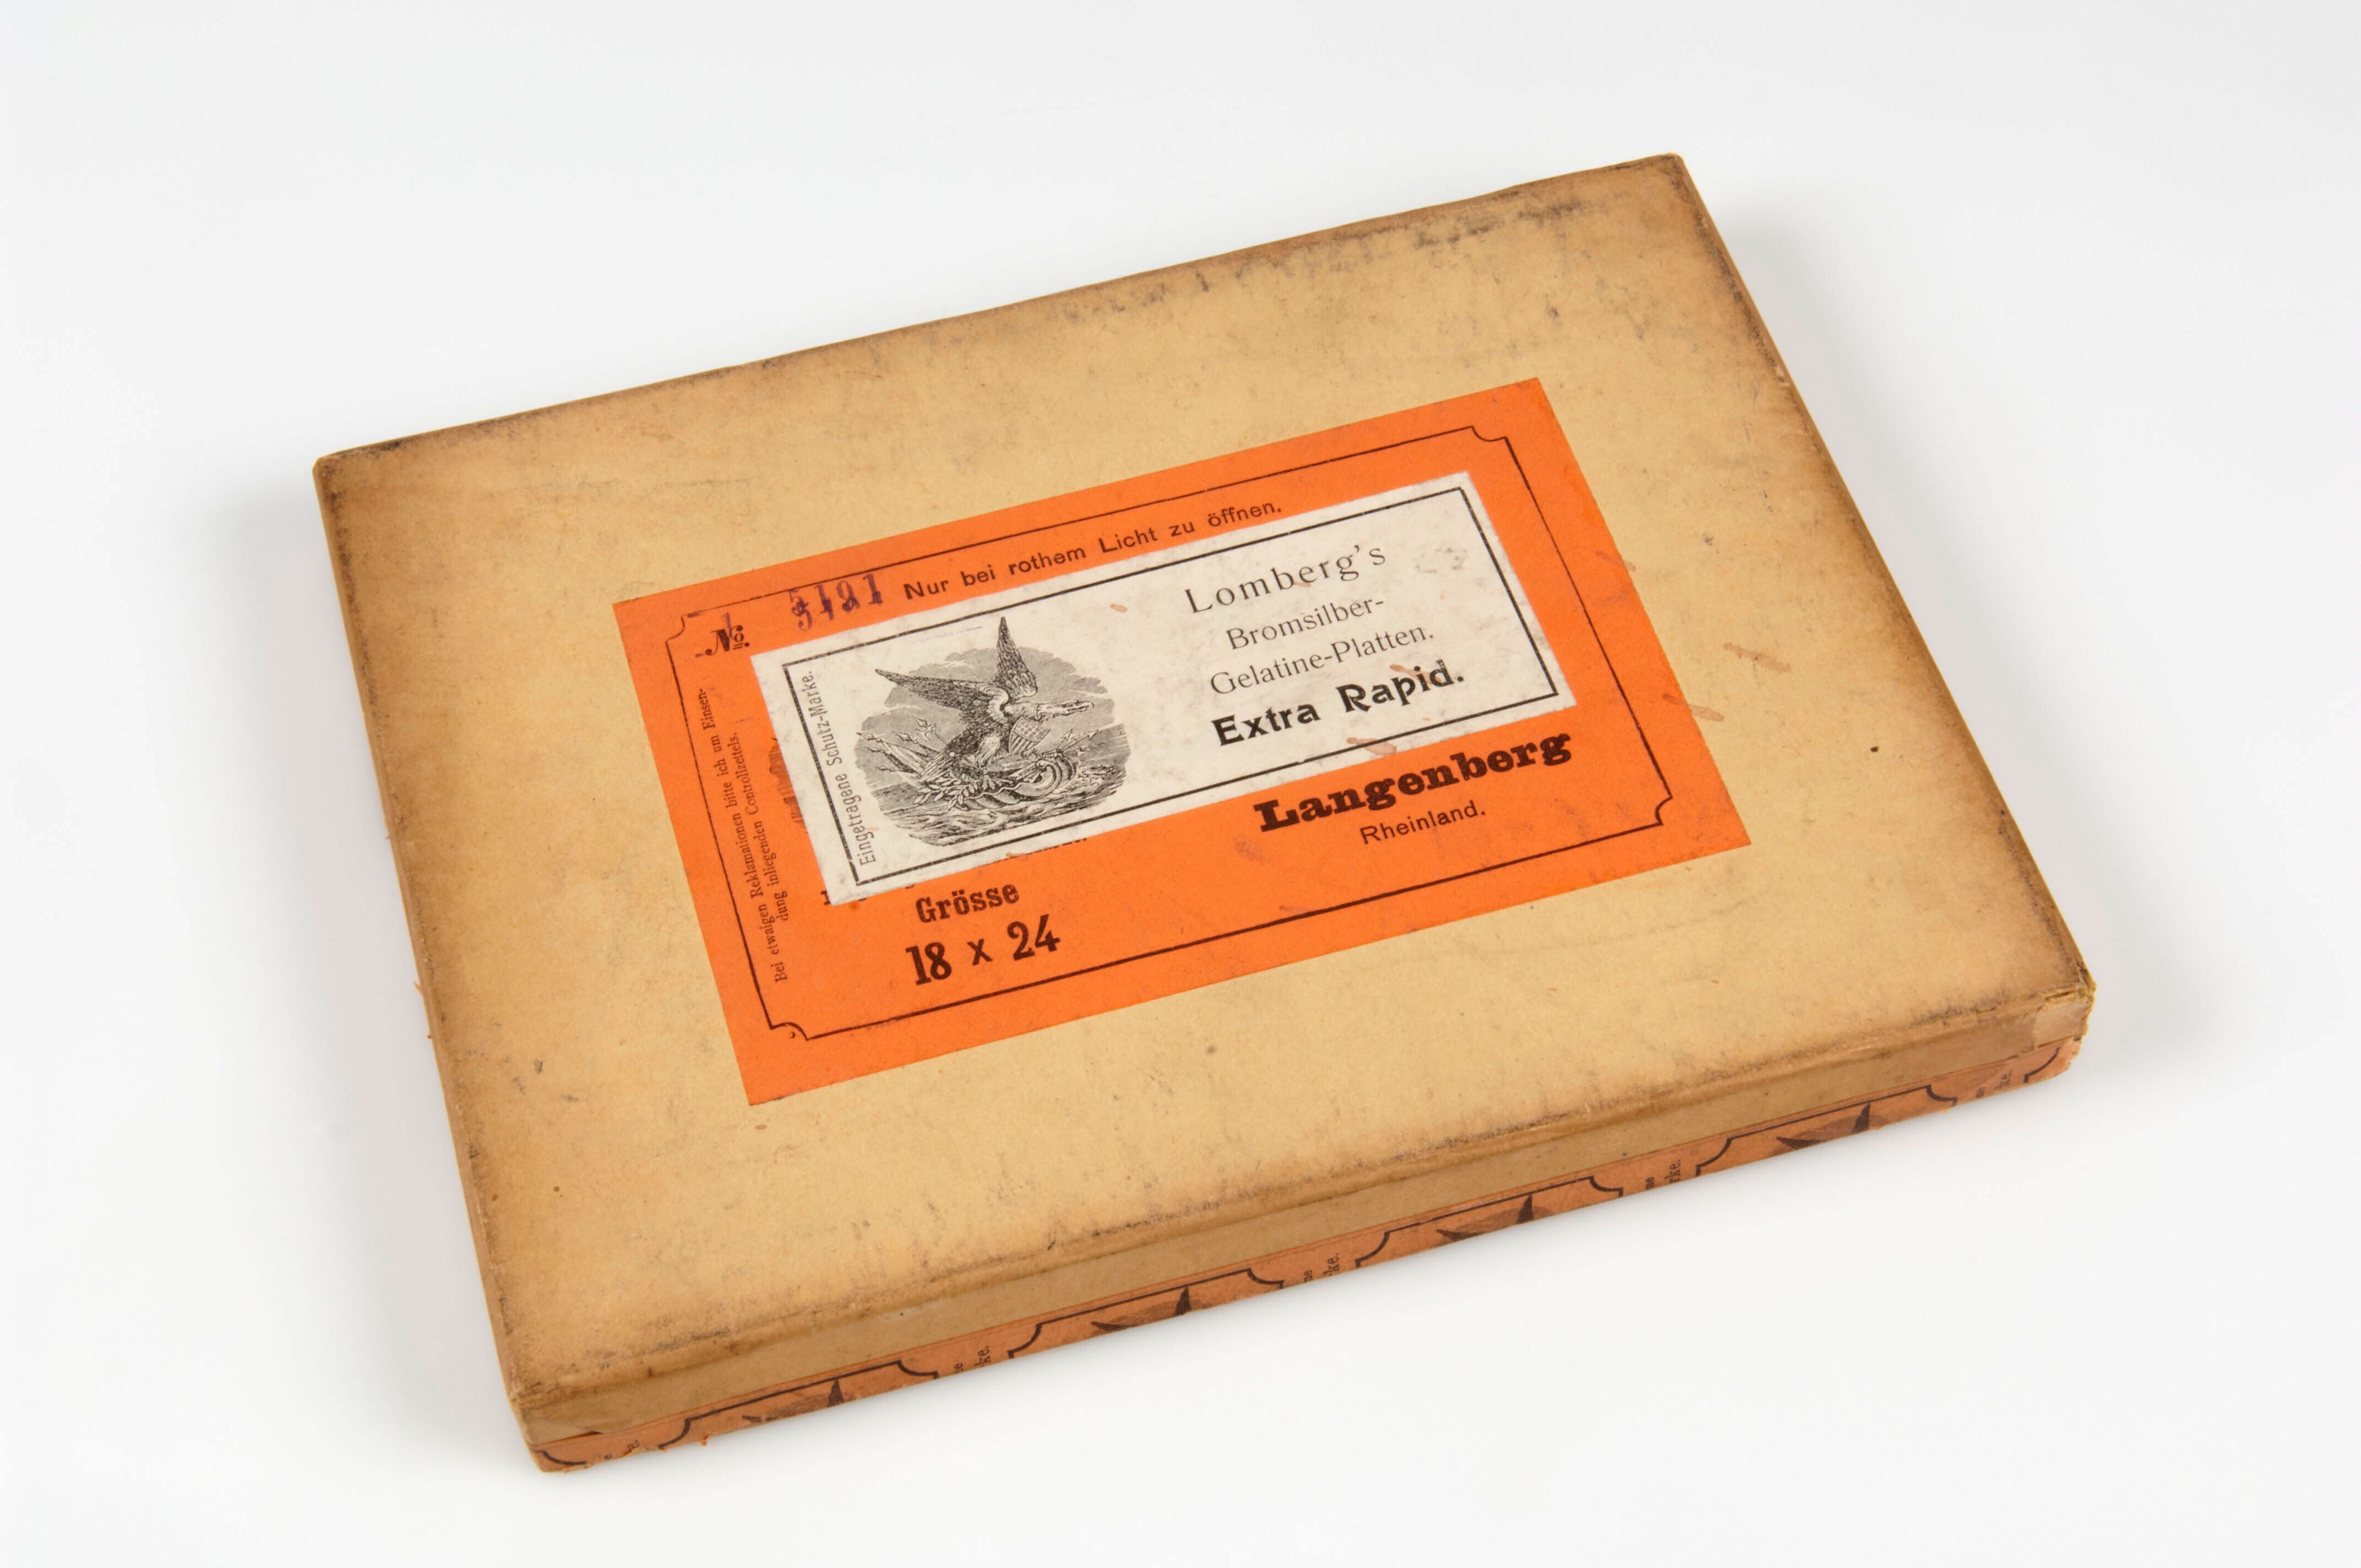 Nur bei rothem Licht zu öffnen.
No.
Bei etwaigen Reklamationen bitte ich um Einsen-
dung inliegenden Controllzettels.
Eingetragene Schutz-Marke.
Lomberg's
Bromsilber-
Gelatine-Platten.
Extra Rapid.
Langenberg
Rheinland.
Grösse
18 x 24